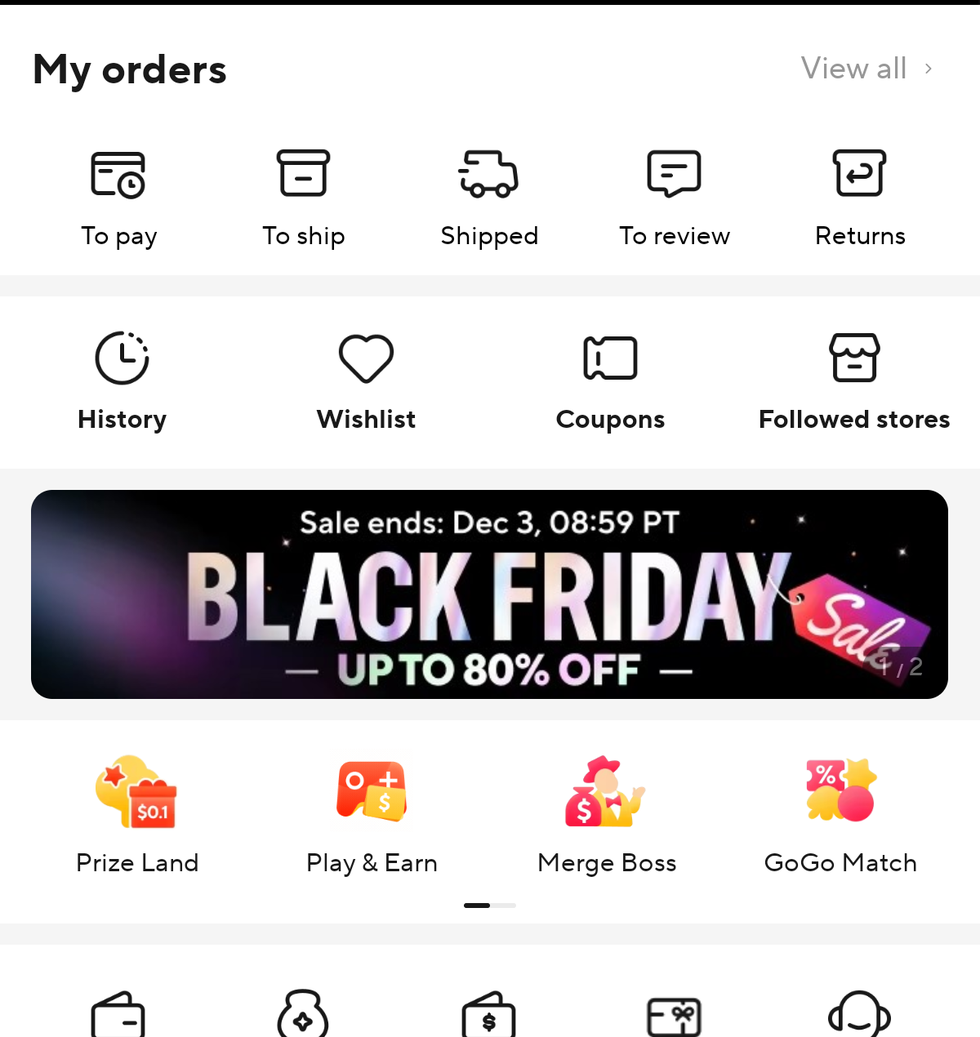 My orders
View all
To pay
To ship
Shipped
To review
Returns
History
Wishlist
Coupons
Followed stores
Sale ends: Dec 3, 08:59 PT
BLACK FRIDAY
Sale
UP TO 80% OFF
1 / 2
$0.1
$
$
%
Prize Land
Play & Earn
Merge Boss
GoGo Match
$